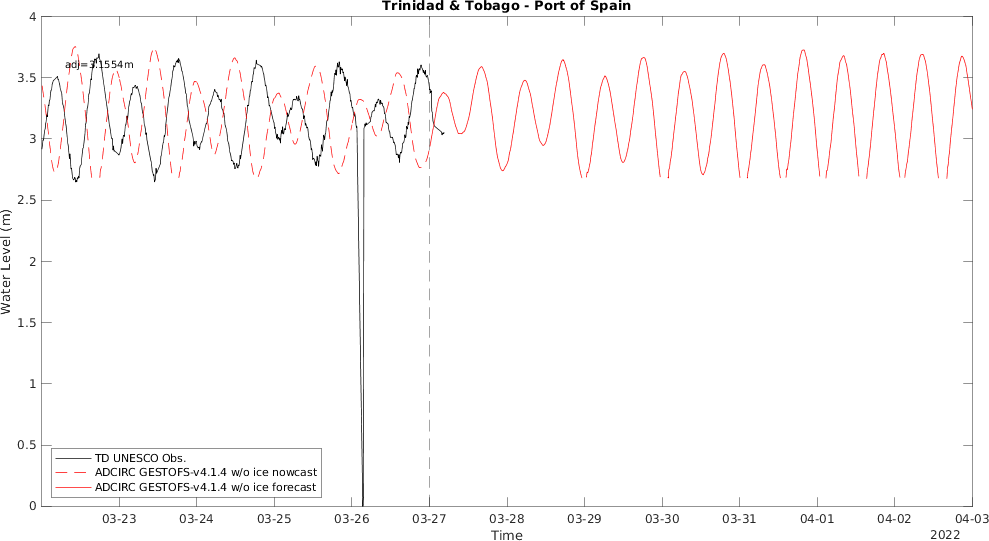 Trinidad & Tobago - Port of Spain
adj=3.1554m
Water Level (m)
4
3.5
3
2.5
2
1.5
1
0.5
0
TD UNESCO Obs.
ADCIRC GESTOFS-v4.1.4 w/o ice nowcast
ADCIRC GESTOFS-v4.1.4 w/o ice forecast
03-23 03-24 03-25 03-26 03-27 03-28 03-29 03-30 03-31 04-01 04-02 04-03
Time
2022